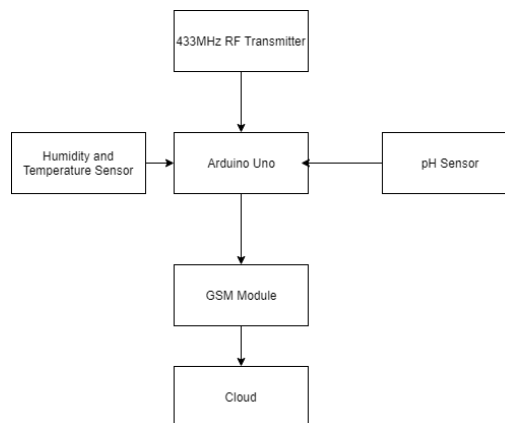 433MHz RF Transmitter
Humidity and
Temperature Sensor
Arduino Uno
pH Sensor
GSM Module
Cloud